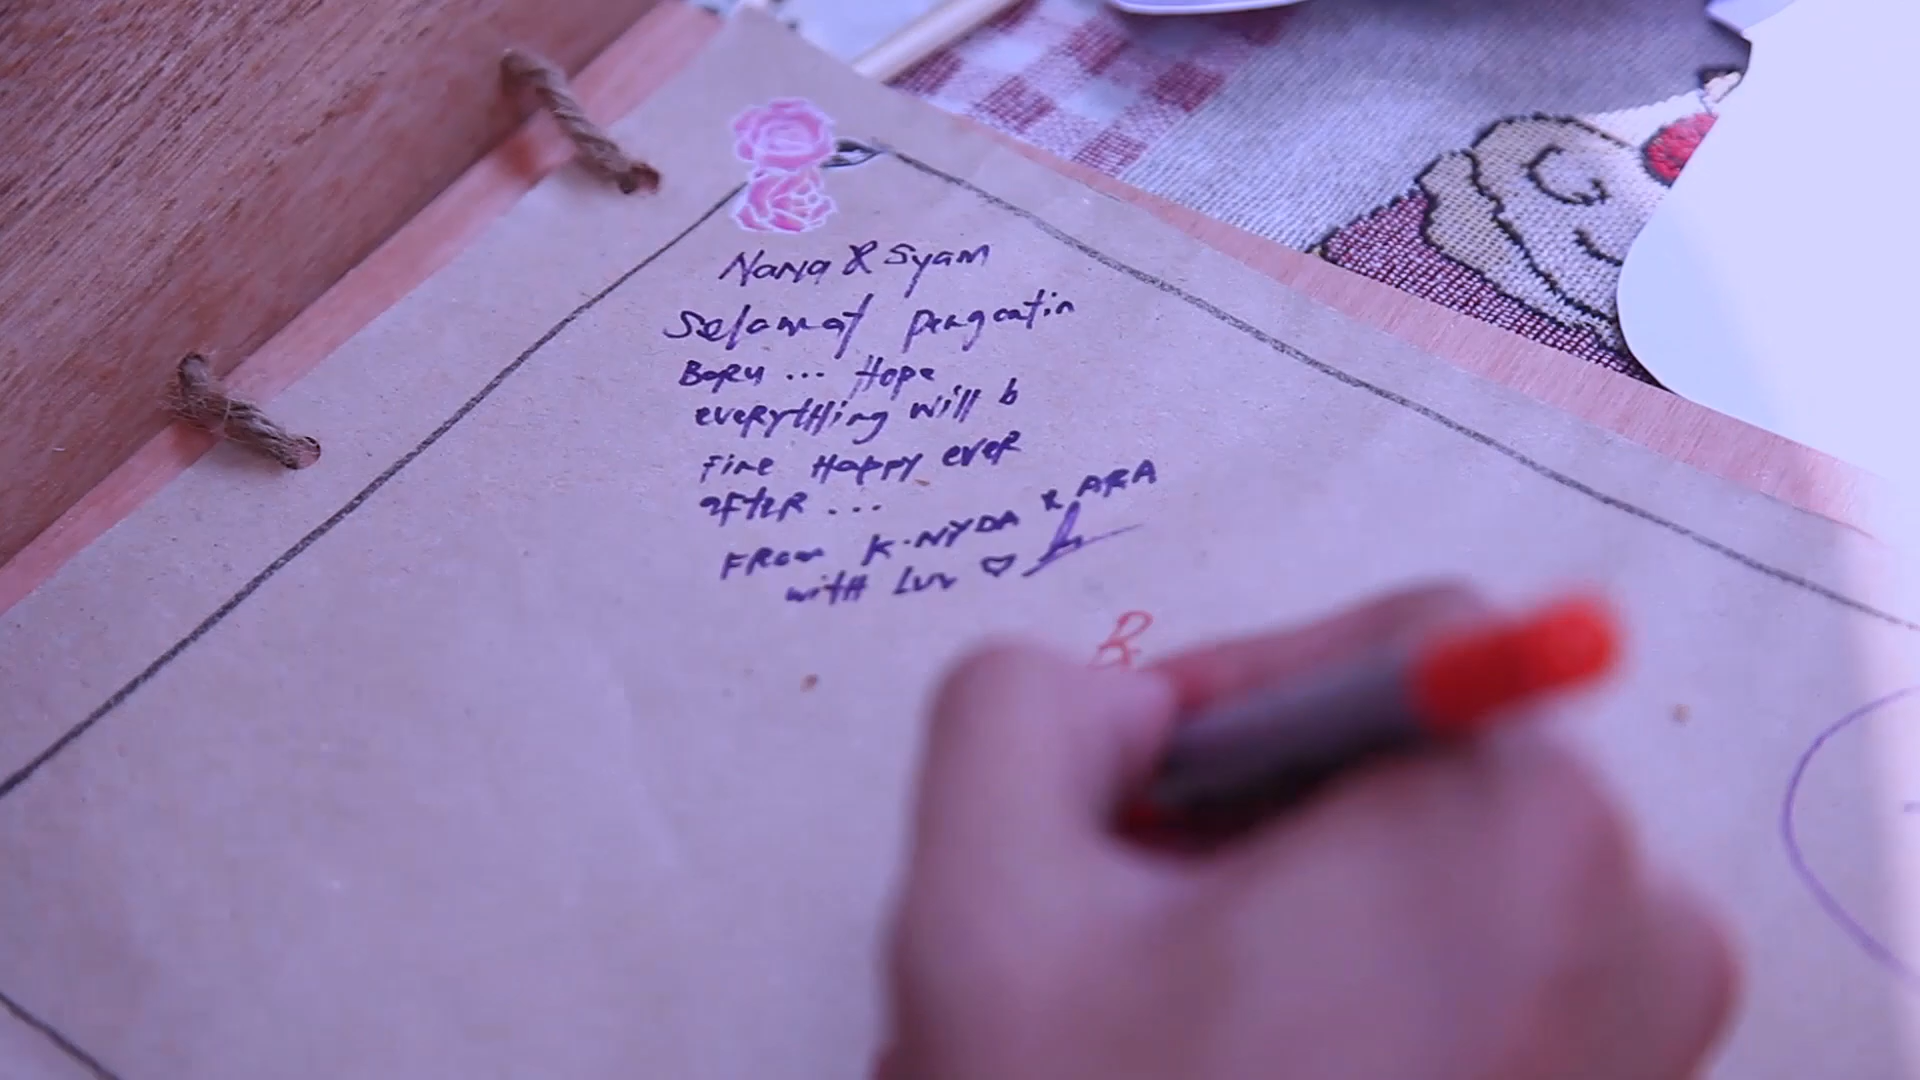 Nana & Syam
Selamat pengantin
Baru ... Hope
everything will b
fine Happy ever
after ...
From K.NYDA & ARA
with Luv ♡
B